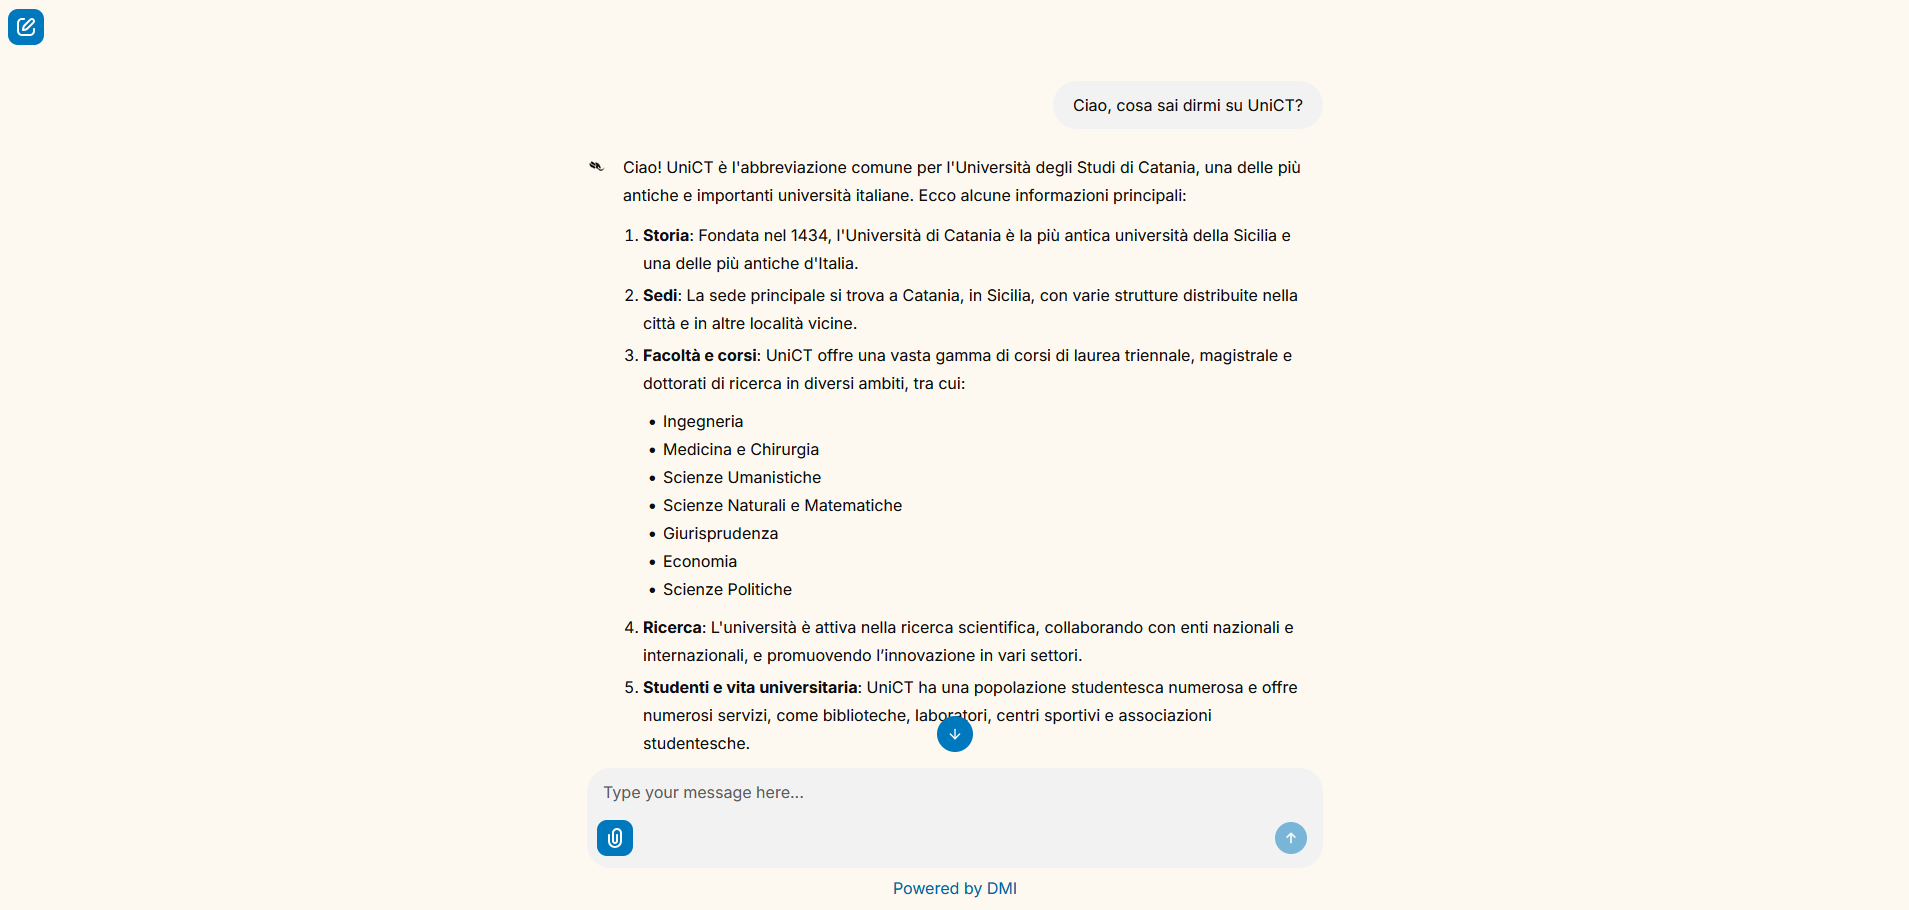 Ciao, cosa sai dirmi su UniCT?
Ciao! UniCT è l'abbreviazione comune per l'Università degli Studi di Catania, una delle più
antiche e importanti università italiane. Ecco alcune informazioni principali:
1. Storia: Fondata nel 1434, l'Università di Catania è la più antica università della Sicilia e
una delle più antiche d'Italia.
2. Sedi: La sede principale si trova a Catania, in Sicilia, con varie strutture distribuite nella
città e in altre località vicine.
3. Facoltà e corsi: UniCT offre una vasta gamma di corsi di laurea triennale, magistrale e
dottorati di ricerca in diversi ambiti, tra cui:
• Ingegneria
• Medicina e Chirurgia
• Scienze Umanistiche
• Scienze Naturali e Matematiche
• Giurisprudenza
• Economia
• Scienze Politiche
4. Ricerca: L'università è attiva nella ricerca scientifica, collaborando con enti nazionali e
internazionali, e promuovendo l’innovazione in vari settori.
5. Studenti e vita universitaria: UniCT ha una popolazione studentesca numerosa e offre
numerosi servizi, come biblioteche, laboratori, centri sportivi e associazioni
studentesche.
Type your message here...
Powered by DMI